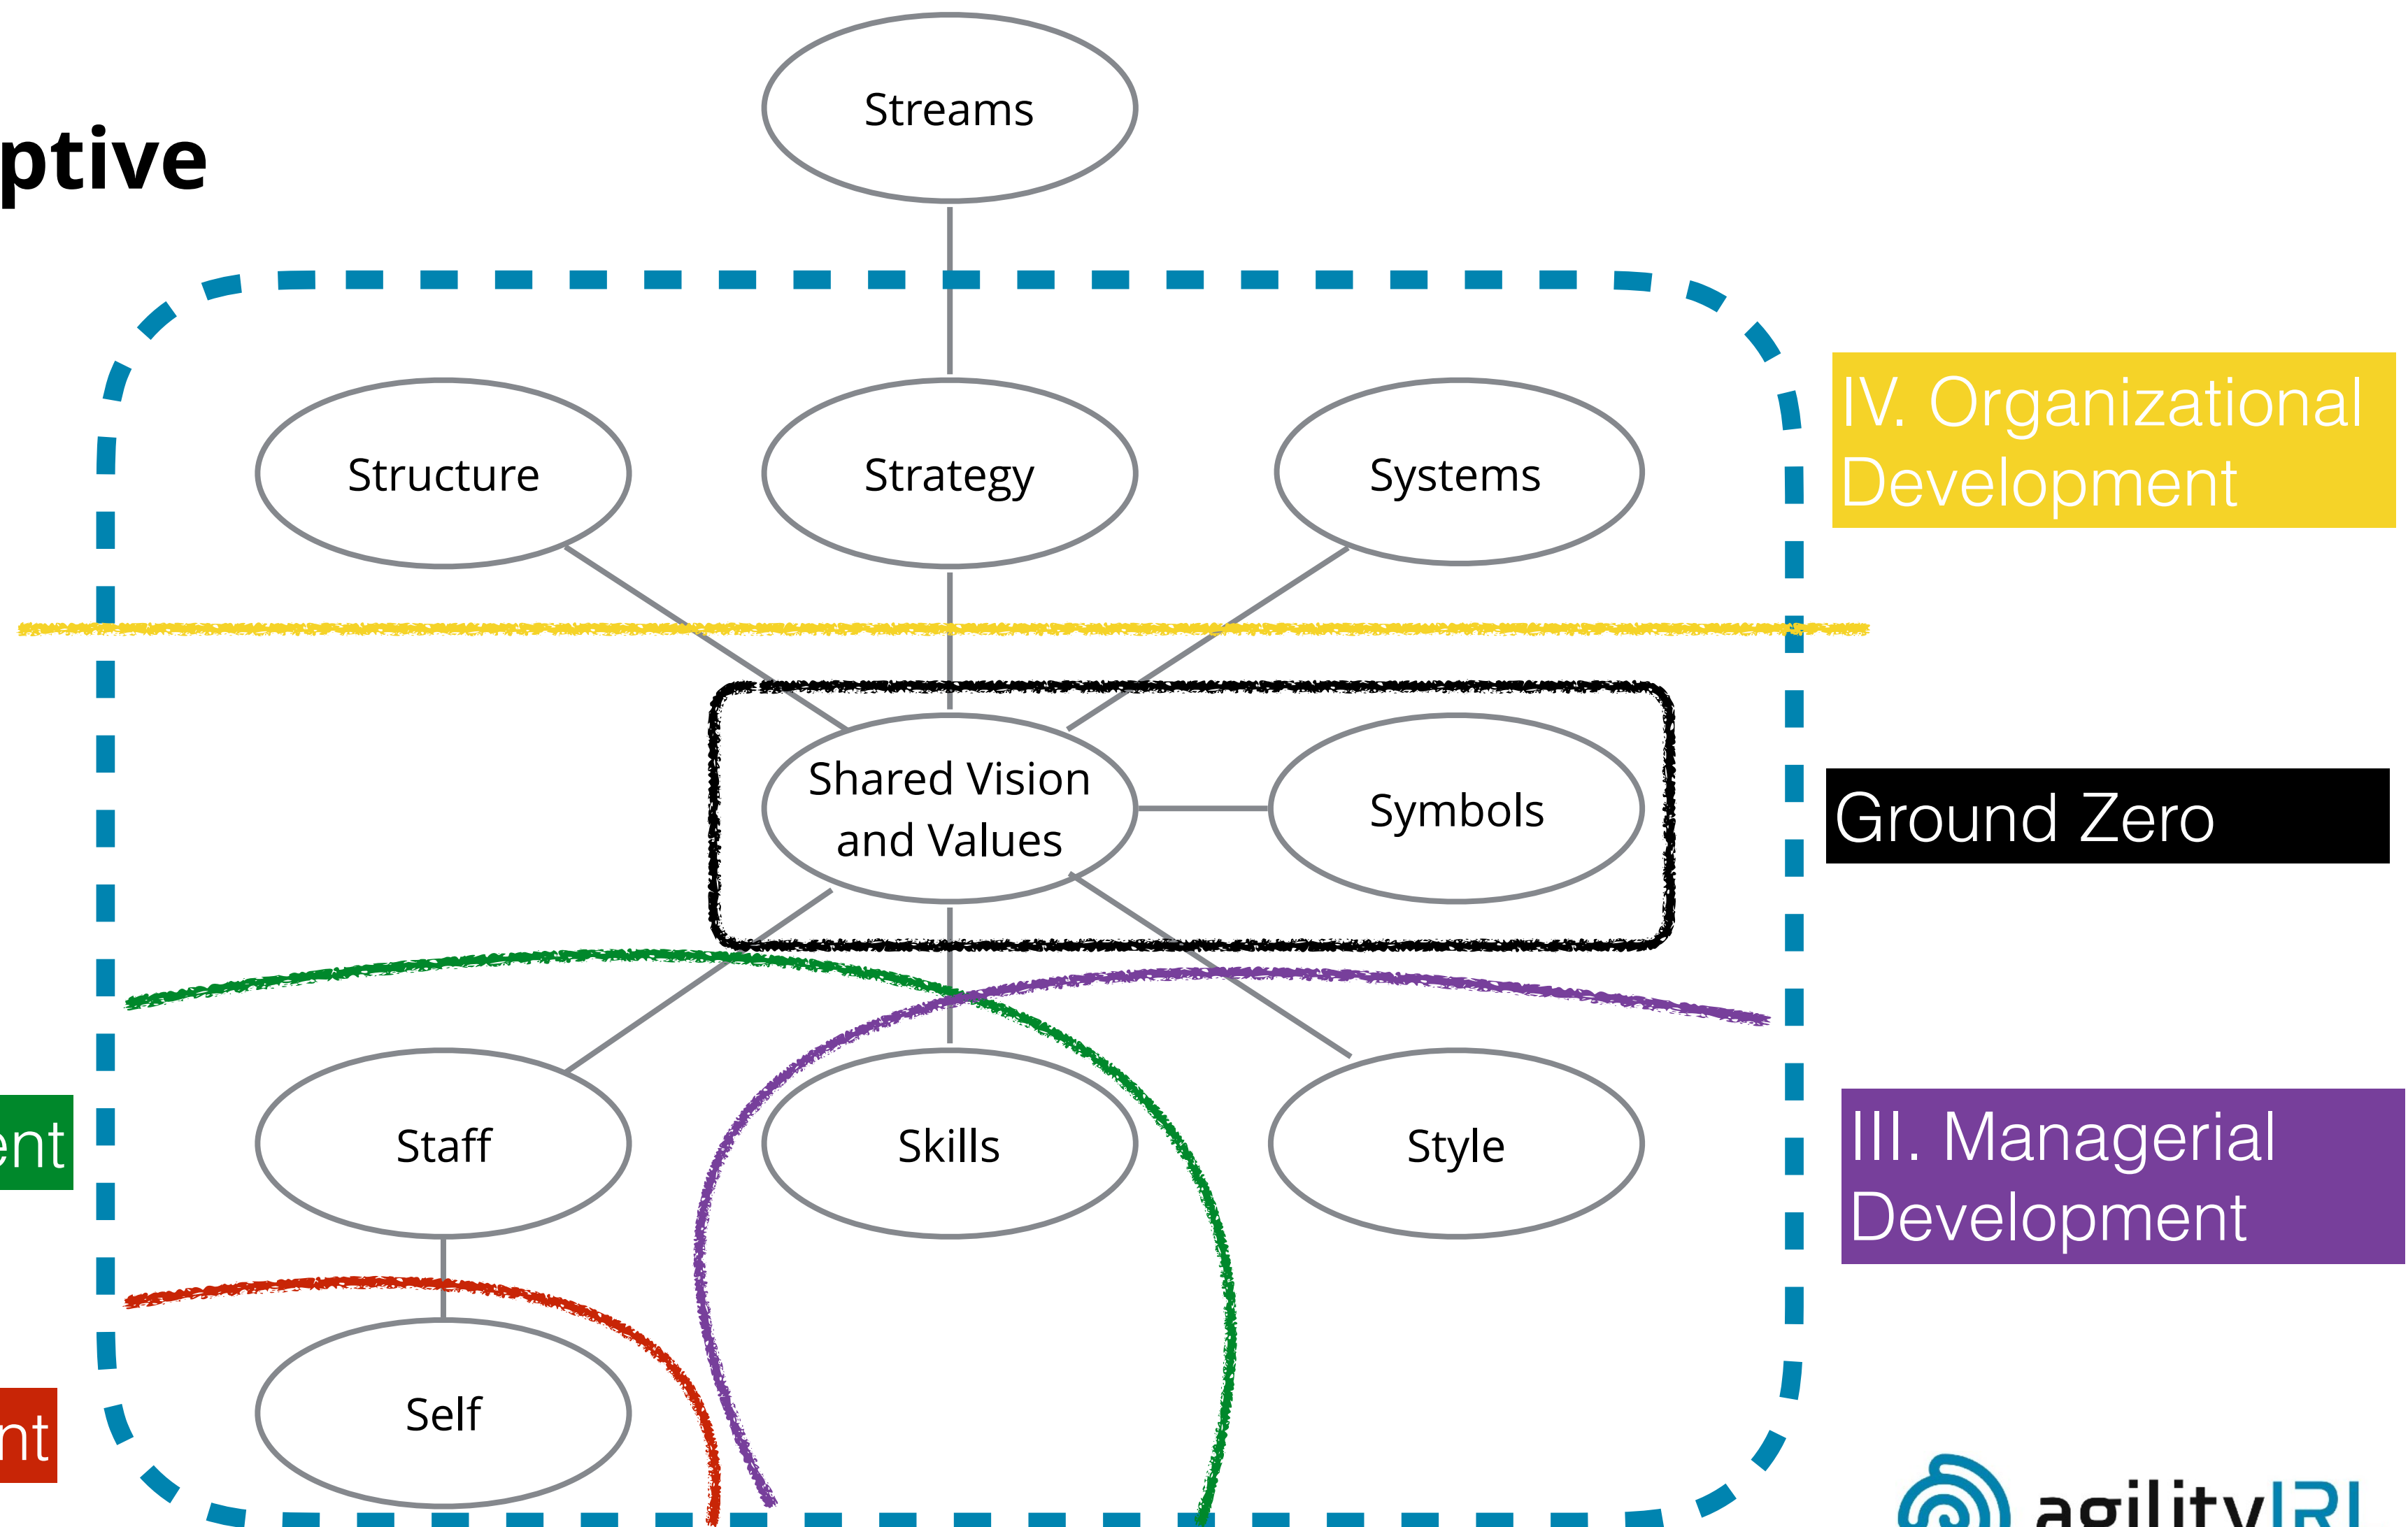 Streams
ptive
Structure
Strategy
Systems
IV. Organizational
Development
Shared Vision
and Values
Symbols
Ground Zero
Staff
Skills
Style
ent
III. Managerial
Development
Self
nt